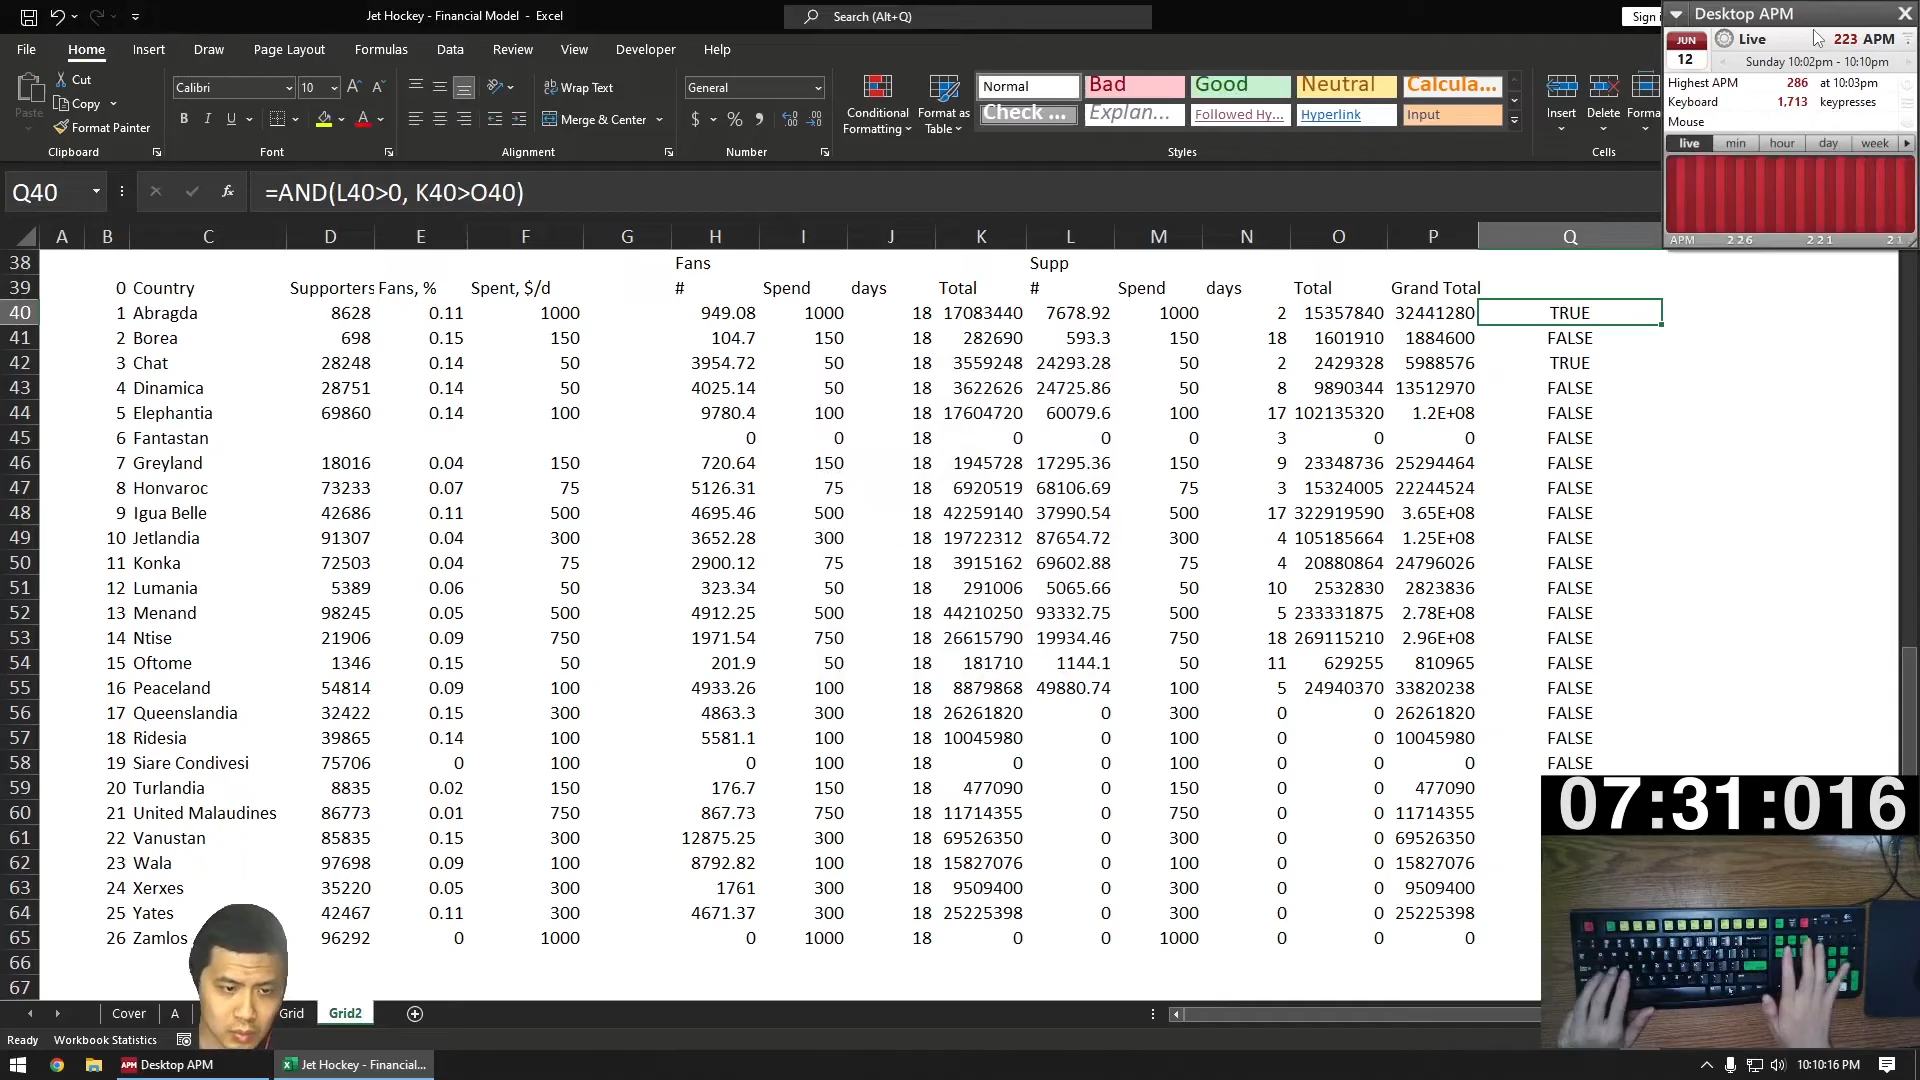 Jet Hockey - Financial Model - Excel
Search (Alt+Q)
Sign i
Desktop APM
File Home Insert Draw Page Layout Formulas Data Review View Developer Help
JUN 12
Live 223 APM
Sunday 10:02pm - 10:10pm
Highest APM 286 at 10:03pm
Keyboard 1,713 keypresses
Mouse
live min hour day week
APM 226 221 21
Paste
Cut
Copy
Format Painter
Clipboard
Calibri 10
B I U
Font
Wrap Text
Merge & Center
Alignment
General
$ % 9
Number
Conditional Formatting
Format as Table
Normal Bad Good Neutral Calcula...
Check ... Explan... Followed Hy... Hyperlink Input
Styles
Insert Delete Forma
Cells
Q40 fx =AND(L40>0, K40>O40)
A B C D E F G H I J K L M N O P Q
38 Fans Supp
39 0 Country Supporters Fans, % Spent, $/d # Spend days Total # Spend days Total Grand Total
40 1 Abragda 8628 0.11 1000 949.08 1000 18 17083440 7678.92 1000 2 15357840 32441280 TRUE
41 2 Borea 698 0.15 150 104.7 150 18 282690 593.3 150 18 1601910 1884600 FALSE
42 3 Chat 28248 0.14 50 3954.72 50 18 3559248 24293.28 50 2 2429328 5988576 TRUE
43 4 Dinamica 28751 0.14 50 4025.14 50 18 3622626 24725.86 50 8 9890344 13512970 FALSE
44 5 Elephantia 69860 0.14 100 9780.4 100 18 17604720 60079.6 100 17 102135320 1.2E+08 FALSE
45 6 Fantastan 0 0 18 0 0 0 3 0 0 FALSE
46 7 Greyland 18016 0.04 150 720.64 150 18 1945728 17295.36 150 9 23348736 25294464 FALSE
47 8 Honvaroc 73233 0.07 75 5126.31 75 18 6920519 68106.69 75 3 15324005 22244524 FALSE
48 9 Igua Belle 42686 0.11 500 4695.46 500 18 42259140 37990.54 500 17 322919590 3.65E+08 FALSE
49 10 Jetlandia 91307 0.04 300 3652.28 300 18 19722312 87654.72 300 4 105185664 1.25E+08 FALSE
50 11 Konka 72503 0.04 75 2900.12 75 18 3915162 69602.88 75 4 20880864 24796026 FALSE
51 12 Lumania 5389 0.06 50 323.34 50 18 291006 5065.66 50 10 2532830 2823836 FALSE
52 13 Menand 98245 0.05 500 4912.25 500 18 44210250 93332.75 500 5 233331875 2.78E+08 FALSE
53 14 Ntise 21906 0.09 750 1971.54 750 18 26615790 19934.46 750 18 269115210 2.96E+08 FALSE
54 15 Oftome 1346 0.15 50 201.9 50 18 181710 1144.1 50 11 629255 810965 FALSE
55 16 Peaceland 54814 0.09 100 4933.26 100 18 8879868 49880.74 100 5 24940370 33820238 FALSE
56 17 Queenslandia 32422 0.15 300 4863.3 300 18 26261820 0 300 0 0 26261820 FALSE
57 18 Ridesia 39865 0.14 100 5581.1 100 18 10045980 0 100 0 0 10045980 FALSE
58 19 Siare Condivesi 75706 0 100 0 100 18 0 0 100 0 0 0 FALSE
59 20 Turlandia 8835 0.02 150 176.7 150 18 477090 0 150 0 0 477090
60 21 United Malaudines 86773 0.01 750 867.73 750 18 11714355 0 750 0 0 11714355
61 22 Vanustan 85835 0.15 300 12875.25 300 18 69526350 0 300 0 0 69526350
62 23 Wala 97698 0.09 100 8792.82 100 18 15827076 0 100 0 0 15827076
63 24 Xerxes 35220 0.05 300 1761 300 18 9509400 0 300 0 0 9509400
64 25 Yates 42467 0.11 300 4671.37 300 18 25225398 0 300 0 0 25225398
65 26 Zamlos 96292 0 1000 0 1000 18 0 0 1000 0 0 0
66
67
07:31:016
Cover A Grid Grid2
Ready Workbook Statistics
APM Desktop APM
Jet Hockey - Financial...
10:10:16 PM